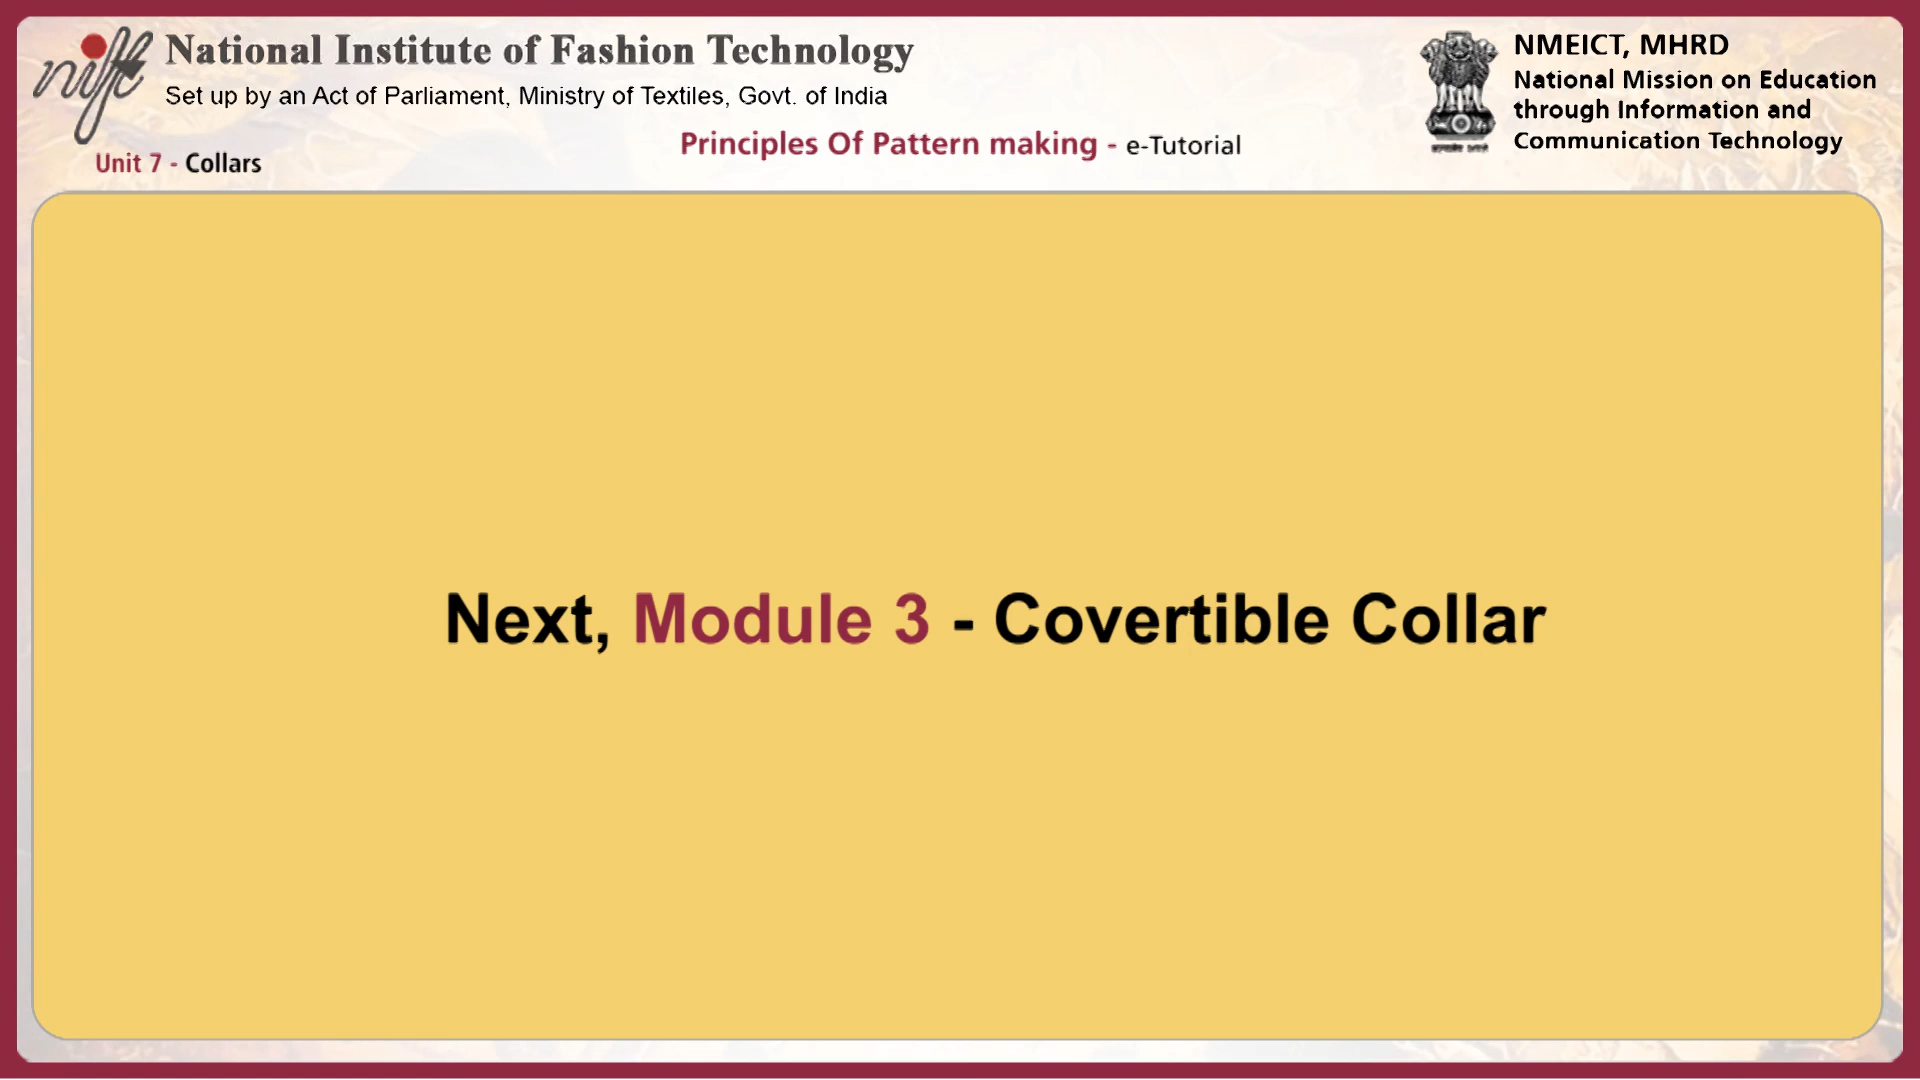 nift
National Institute of Fashion Technology
Set up by an Act of Parliament, Ministry of Textiles, Govt. of India
NMEICT, MHRD
National Mission on Education
through Information and
Communication Technology
Principles Of Pattern making - e-Tutorial
Unit 7 - Collars
Next, Module 3 - Covertible Collar